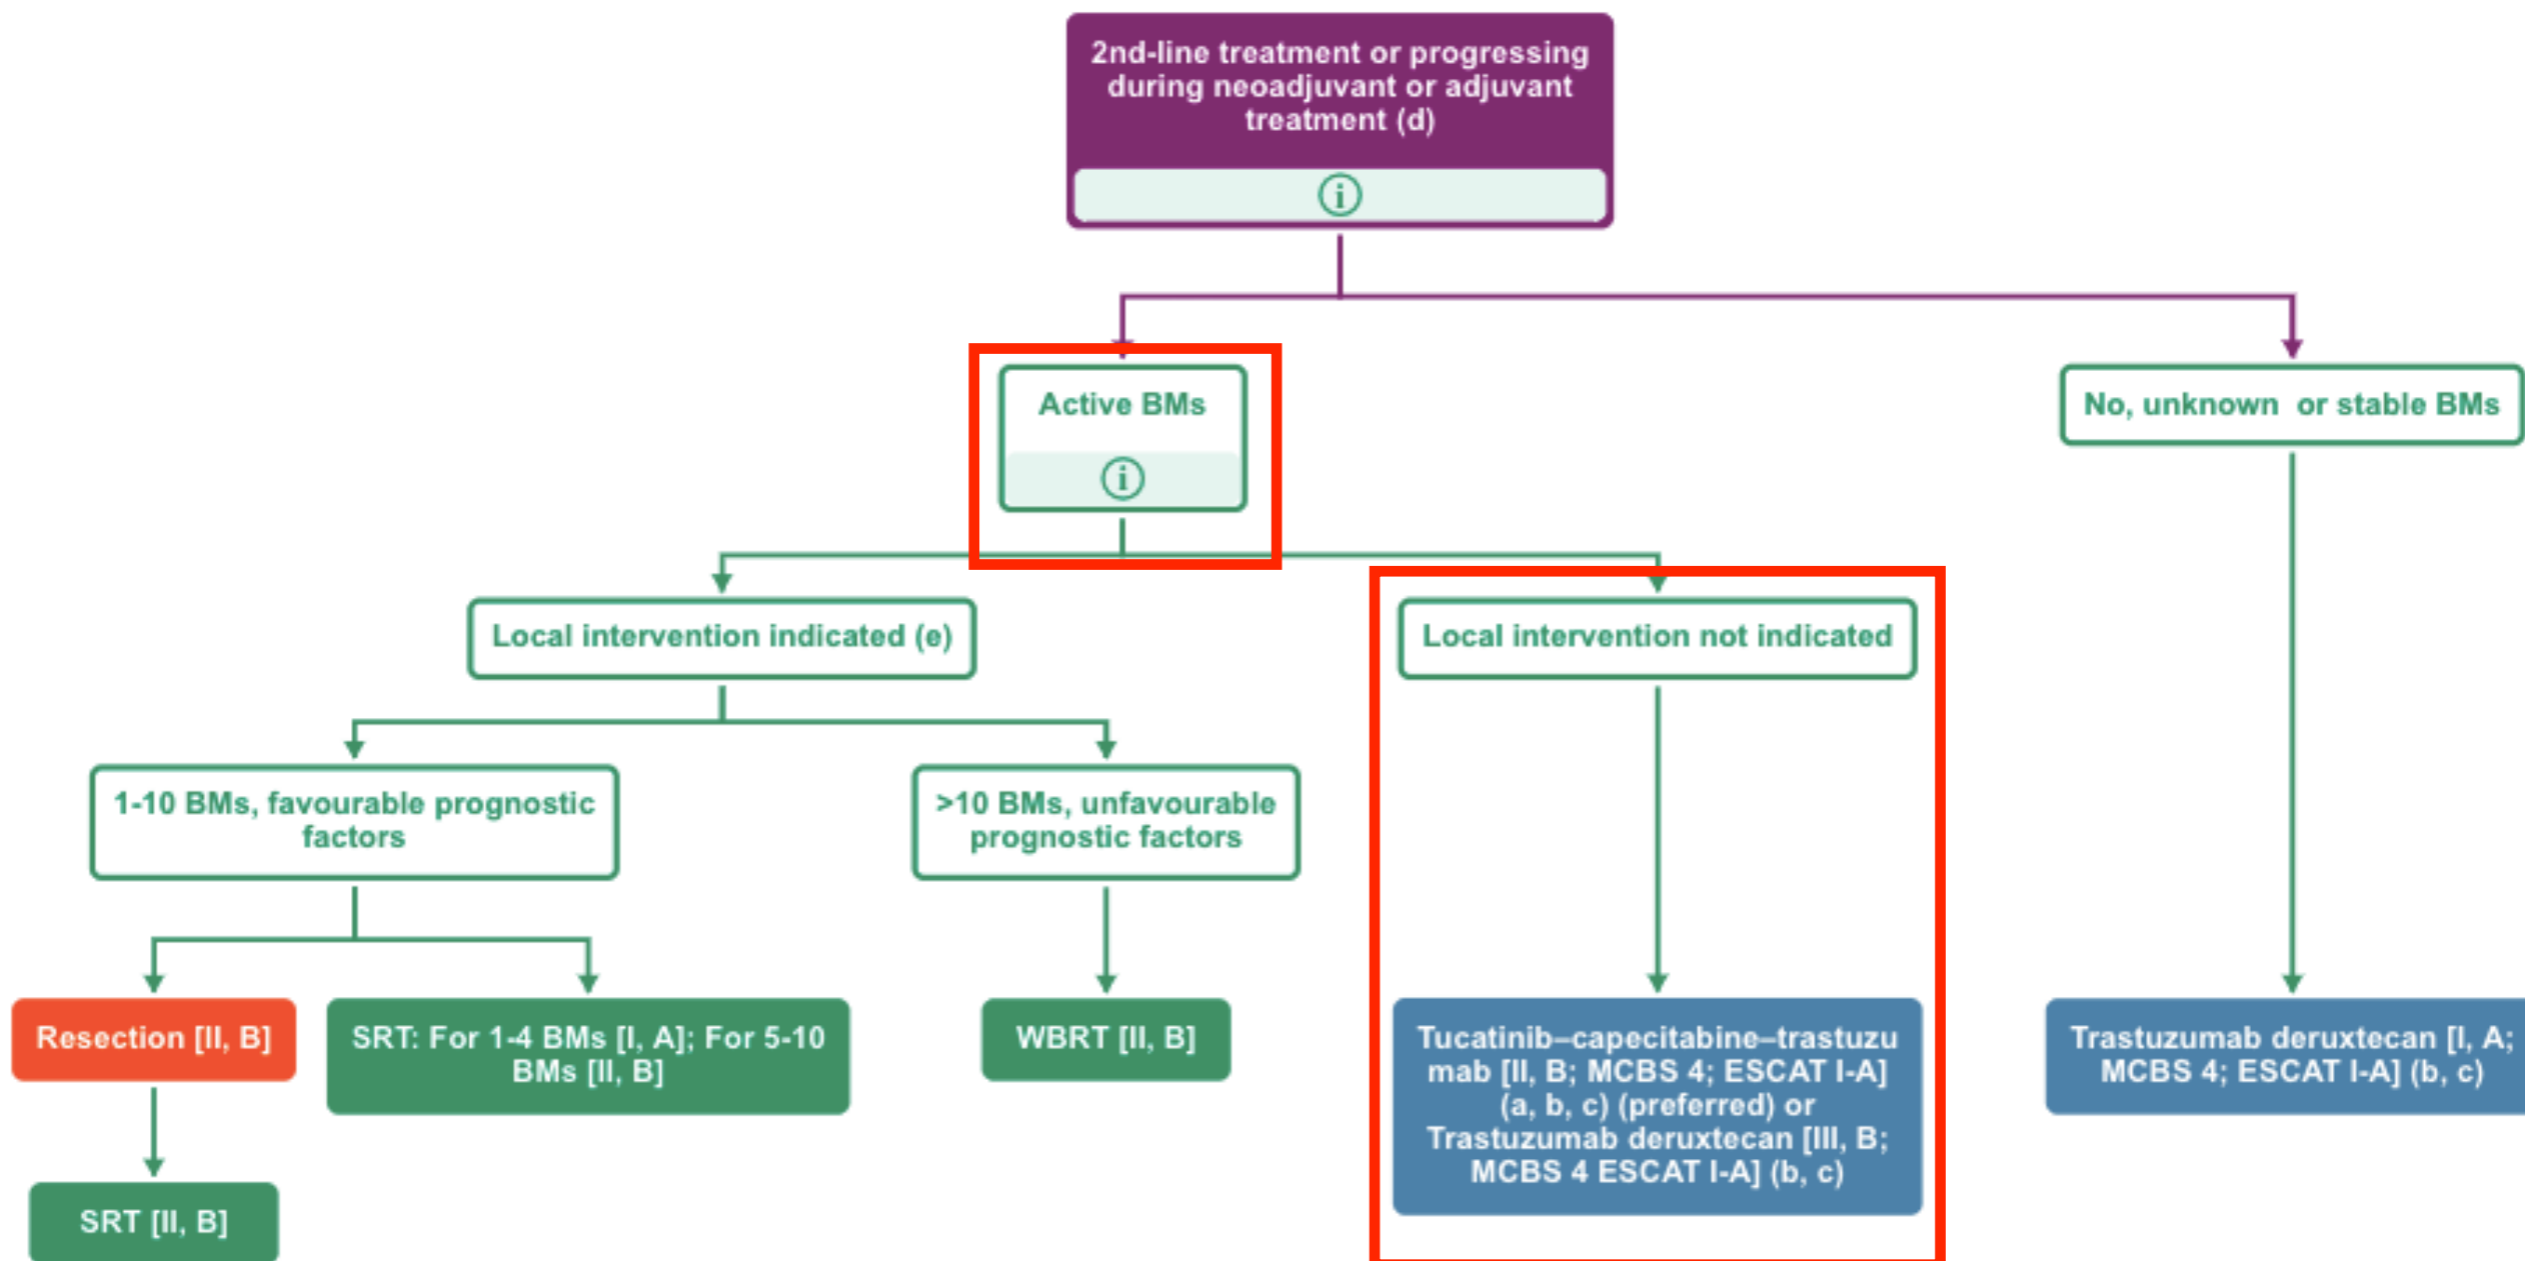 2nd-line treatment or progressing
during neoadjuvant or adjuvant
treatment (d)
i
Active BMs
i
No, unknown or stable BMs
Local intervention indicated (e)
Local intervention not indicated
1-10 BMs, favourable prognostic
factors
>10 BMs, unfavourable
prognostic factors
Resection [II, B]
SRT: For 1-4 BMs [I, A]; For 5-10
BMs [II, B]
WBRT [II, B]
Tucatinib–capecitabine–trastuzu
mab [II, B; MCBS 4; ESCAT I-A]
(a, b, c) (preferred) or
Trastuzumab deruxtecan [III, B;
MCBS 4 ESCAT I-A] (b, c)
Trastuzumab deruxtecan [I, A;
MCBS 4; ESCAT I-A] (b, c)
SRT [II, B]